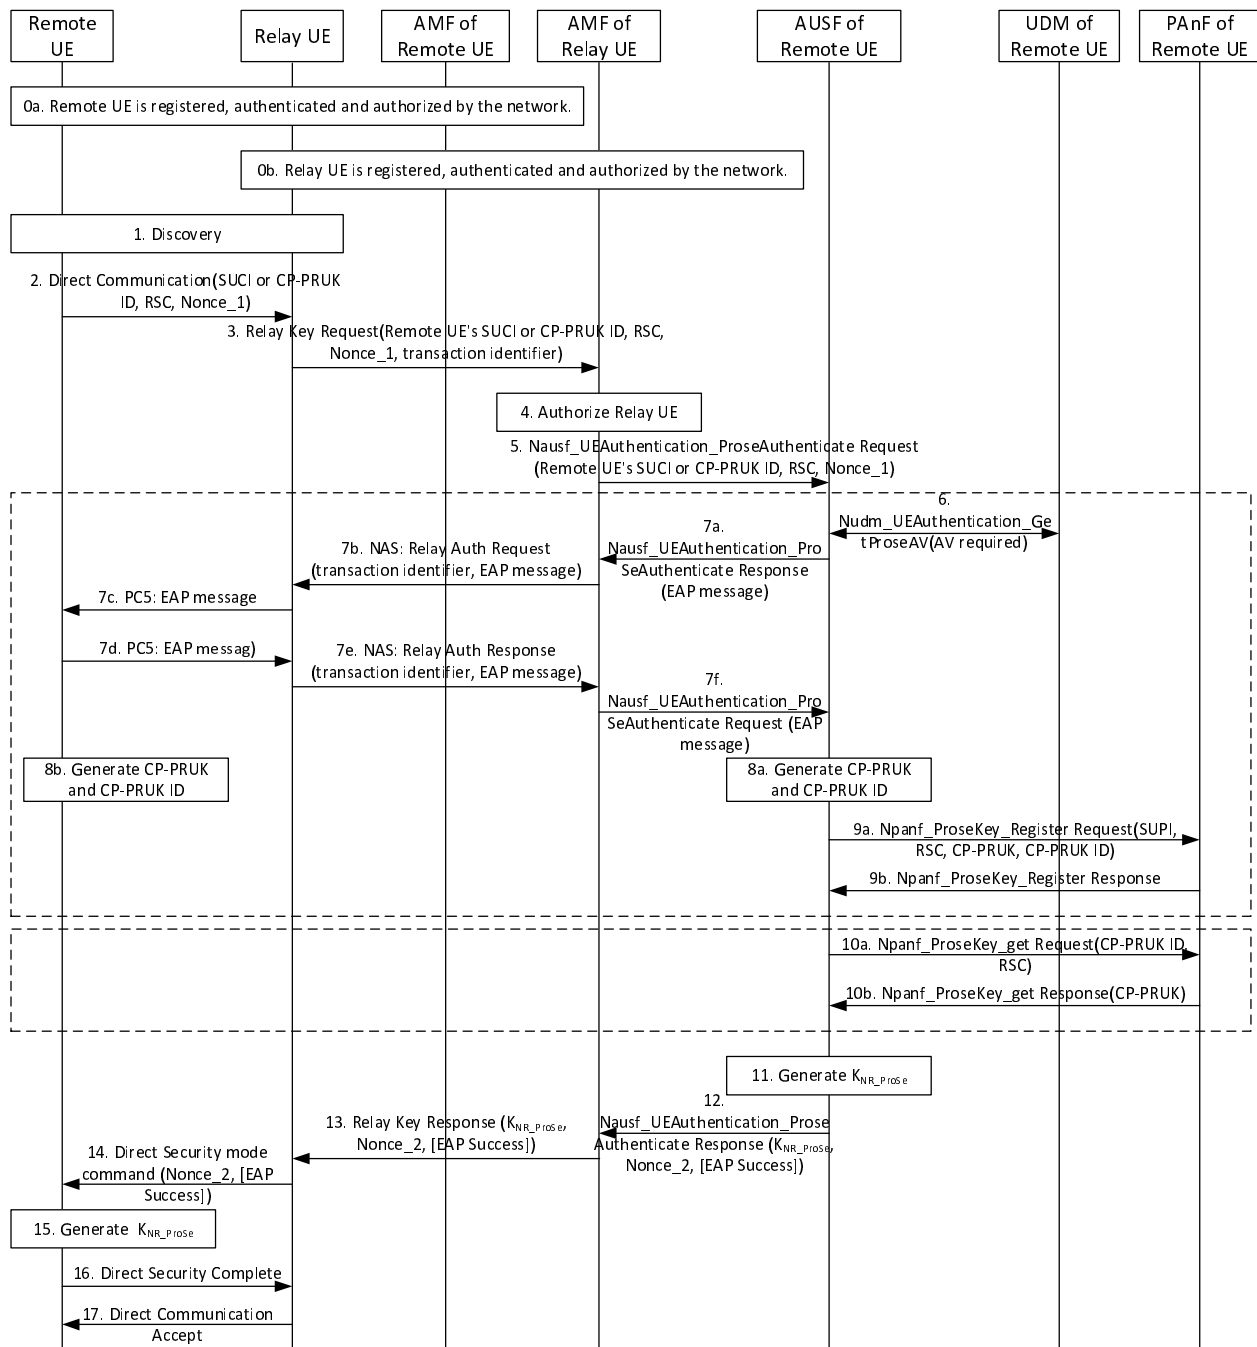 Remote
UE
Relay UE
AMF of
Remote UE
AMF of
Relay UE
AUSF of
Remote UE
UDM of
Remote UE
PAnF of
Remote UE
0a. Remote UE is registered, authenticated and authorized by the network.
0b. Relay UE is registered, authenticated and authorized by the network.
1. Discovery
2. Direct Communication(SUCI or CP-PRUK
ID, RSC, Nonce_1)
3. Relay Key Request(Remote UE's SUCI or CP-PRUK ID, RSC,
Nonce_1, transaction identifier)
4. Authorize Relay UE
5. Nausf_UEAuthentication_ProseAuthenticate Request
(Remote UE's SUCI or CP-PRUK ID, RSC, Nonce_1)
6.
Nudm_UEAuthentication_Ge
tProseAV(AV required)
7a.
Nausf_UEAuthentication_Pro
SeAuthenticate Response
(EAP message)
7b. NAS: Relay Auth Request
(transaction identifier, EAP message)
7c. PC5: EAP message
7d. PC5: EAP messag)
7e. NAS: Relay Auth Response
(transaction identifier, EAP message)
7f.
Nausf_UEAuthentication_Pro
SeAuthenticate Request (EAP
message)
8b. Generate CP-PRUK
and CP-PRUK ID
8a. Generate CP-PRUK
and CP-PRUK ID
9a. Npanf_ProseKey_Register Request(SUPI,
RSC, CP-PRUK, CP-PRUK ID)
9b. Npanf_ProseKey_Register Response
10a. Npanf_ProseKey_get Request(CP-PRUK ID,
RSC)
10b. Npanf_ProseKey_get Response(CP-PRUK)
11. Generate KNR_ProSe
12.
Nausf_UEAuthentication_Prose
Authenticate Response (KNR_ProSe,
Nonce_2, [EAP Success])
13. Relay Key Response (KNR_ProSe,
Nonce_2, [EAP Success])
14. Direct Security mode
command (Nonce_2, [EAP
Success])
15. Generate KNR_ProSe
16. Direct Security Complete
17. Direct Communication
Accept